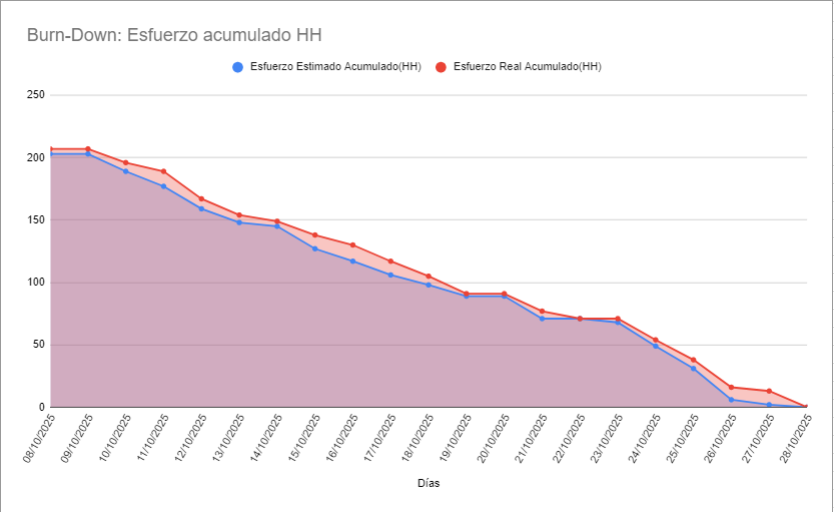 Burn-Down: Esfuerzo acumulado HH
Esfuerzo Estimado Acumulado(HH) Esfuerzo Real Acumulado(HH)
250
200
150
100
50
0
08/10/2025 09/10/2025 10/10/2025 11/10/2025 12/10/2025 13/10/2025 14/10/2025 15/10/2025 16/10/2025 17/10/2025 18/10/2025 19/10/2025 20/10/2025 21/10/2025 22/10/2025 23/10/2025 24/10/2025 25/10/2025 26/10/2025 27/10/2025 28/10/2025
Días